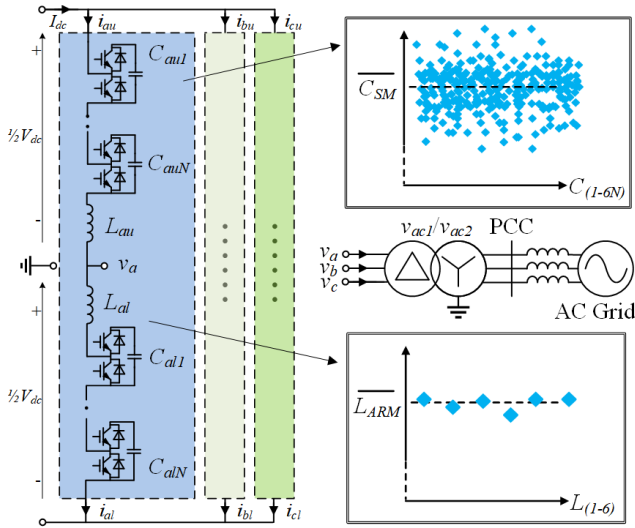 I_dc i_au i_bu i_cu
+
C_au1
½V_dc
C_auN
-
L_au
v_a
+
L_al
C_al1
½V_dc
C_alN
-
i_al i_bl i_cl
C_SM
C_(1-6N)
v_ac1/v_ac2 PCC
v_a
v_b
v_c
AC Grid
L_ARM
L_(1-6)